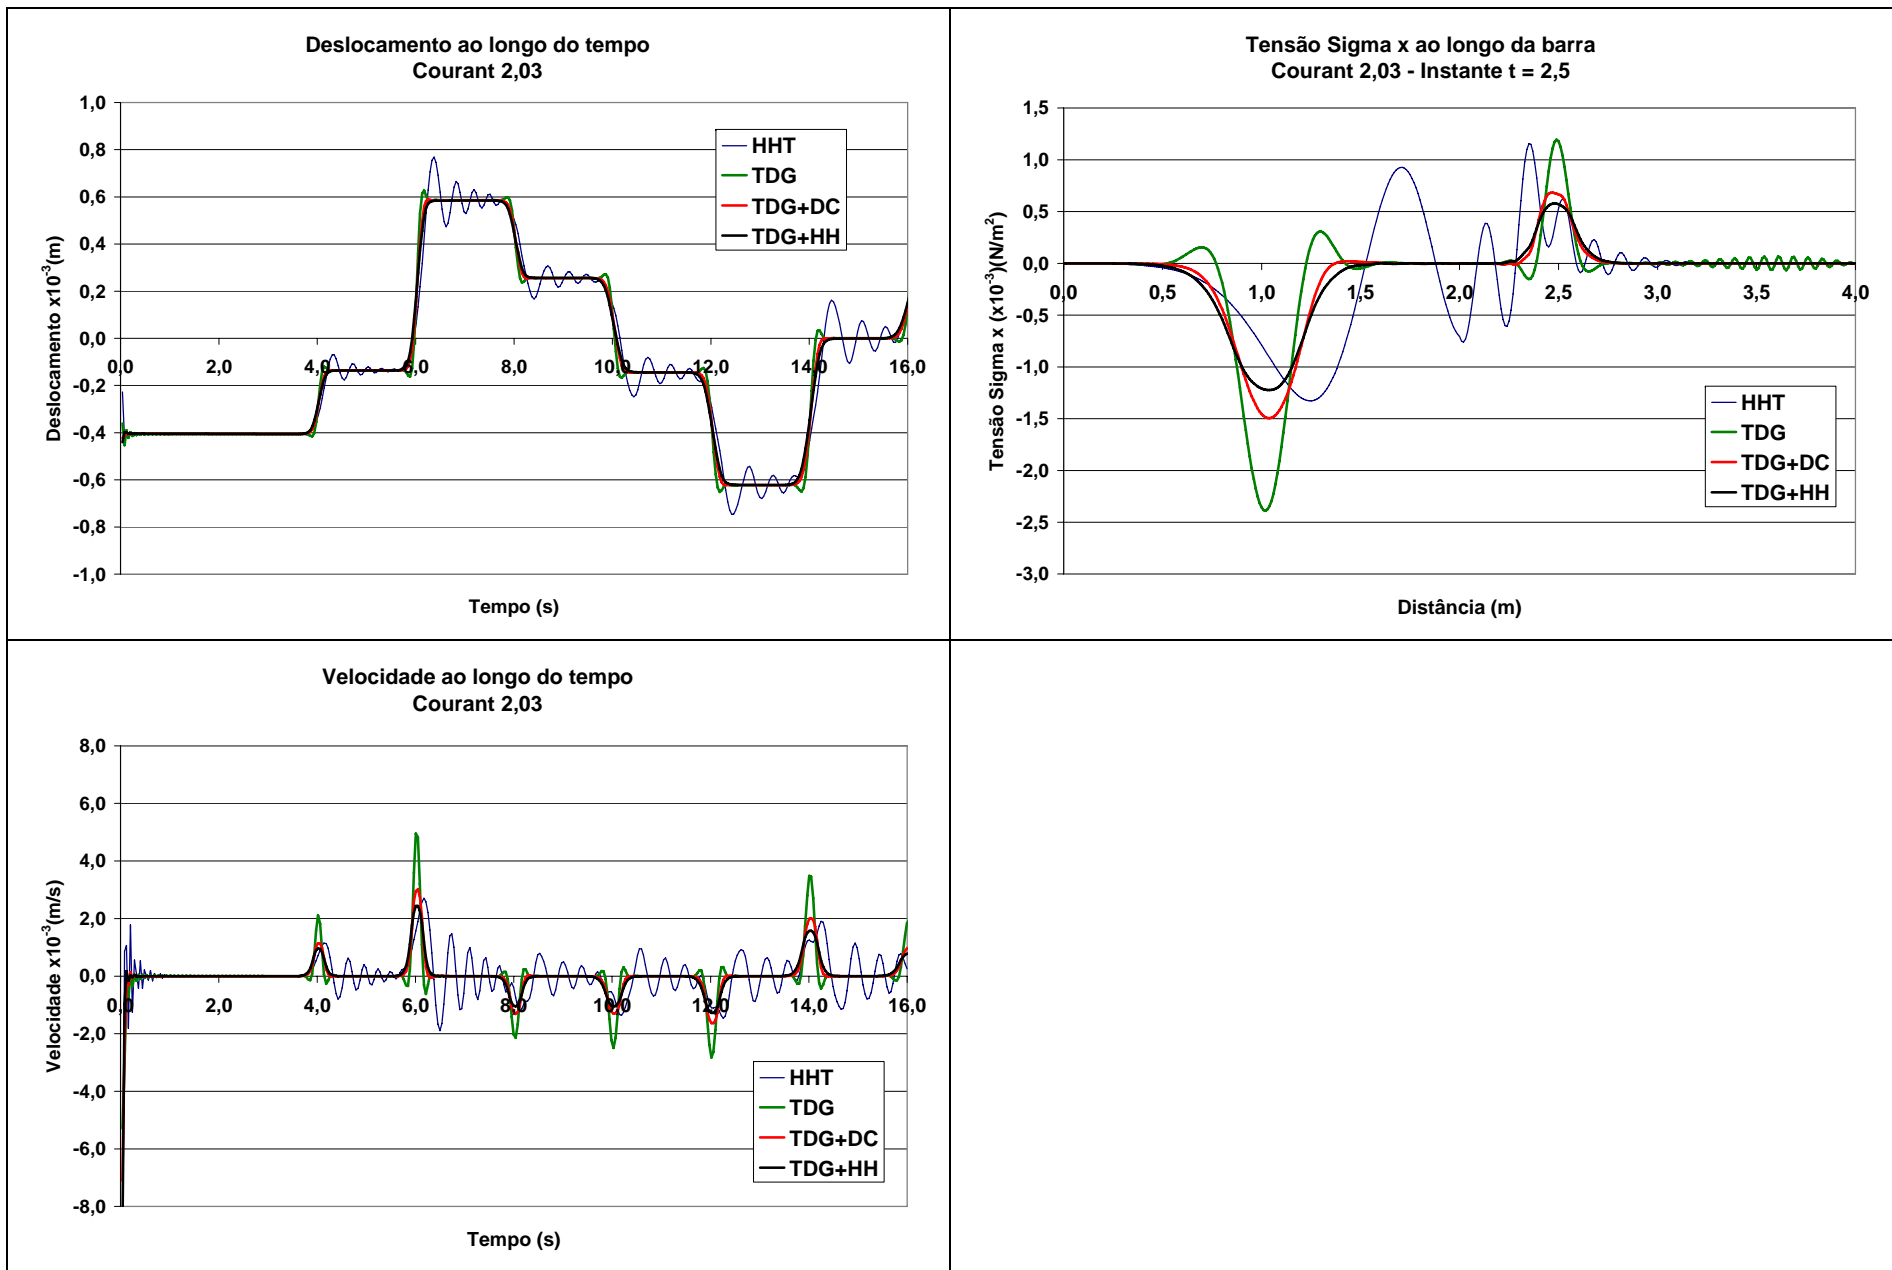 Deslocamento ao longo do tempo
Courant 2,03
1,0
0,8
0,6
0,4
0,2
0,0
-0,2
-0,4
-0,6
-0,8
-1,0
0,0 2,0 4,0 6,0 8,0 10,0 12,0 14,0 16,0
Deslocamento x10-3(m)
Tempo (s)
HHT
TDG
TDG+DC
TDG+HH
Tensão Sigma x ao longo da barra
Courant 2,03 - Instante t = 2,5
1,5
1,0
0,5
0,0
-0,5
-1,0
-1,5
-2,0
-2,5
-3,0
0,0 0,5 1,0 1,5 2,0 2,5 3,0 3,5 4,0
Tensão Sigma x (x10-3)(N/m2)
Distância (m)
HHT
TDG
TDG+DC
TDG+HH
Velocidade ao longo do tempo
Courant 2,03
8,0
6,0
4,0
2,0
0,0
-2,0
-4,0
-6,0
-8,0
0,0 2,0 4,0 6,0 8,0 10,0 12,0 14,0 16,0
Velocidade x10-3(m/s)
Tempo (s)
HHT
TDG
TDG+DC
TDG+HH